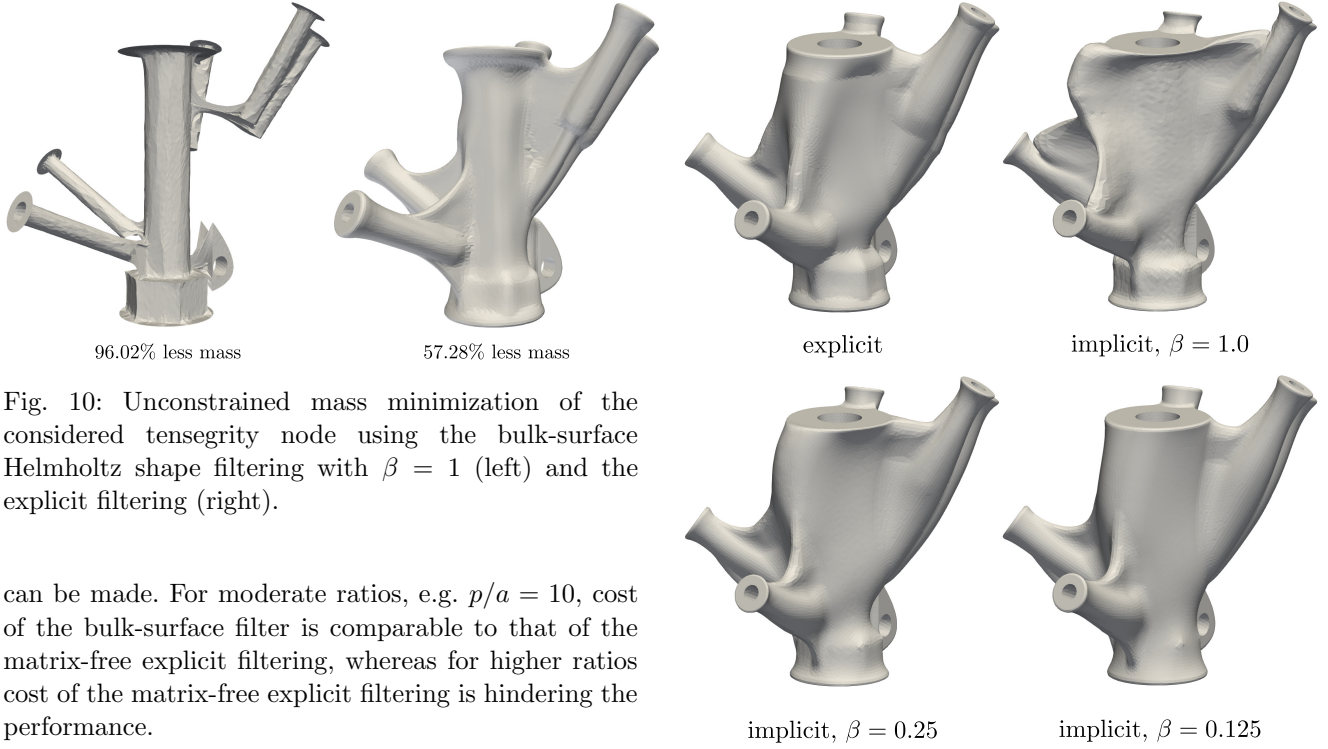 96.02% less mass
57.28% less mass
Fig. 10: Unconstrained mass minimization of the
considered tensegrity node using the bulk-surface
Helmholtz shape filtering with β = 1 (left) and the
explicit filtering (right).
can be made. For moderate ratios, e.g. p/a = 10, cost
of the bulk-surface filter is comparable to that of the
matrix-free explicit filtering, whereas for higher ratios
cost of the matrix-free explicit filtering is hindering the
performance.
explicit
implicit, β = 1.0
implicit, β = 0.25
implicit, β = 0.125